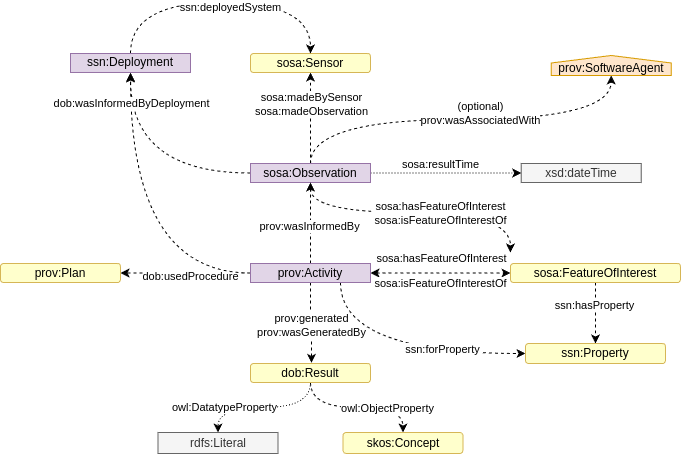 ssn:deployedSystem
ssn:Deployment
sosa:Sensor
prov:SoftwareAgent
dob:wasInformedByDeployment
sosa:madeBySensor
sosa:madeObservation
(optional)
prov:wasAssociatedWith
sosa:Observation
sosa:resultTime
xsd:dateTime
prov:wasInformedBy
sosa:hasFeatureOfInterest
sosa:isFeatureOfInterestOf
prov:Plan
dob:usedProcedure
prov:Activity
sosa:hasFeatureOfInterest
sosa:isFeatureOfInterestOf
sosa:FeatureOfInterest
ssn:hasProperty
prov:generated
prov:wasGeneratedBy
ssn:forProperty
ssn:Property
dob:Result
owl:DatatypeProperty
owl:ObjectProperty
rdfs:Literal
skos:Concept